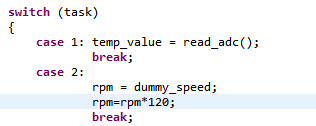 switch (task)
{
case 1: temp_value = read_adc();
break;
case 2:
rpm = dummy_speed;
rpm=rpm*120;
break;